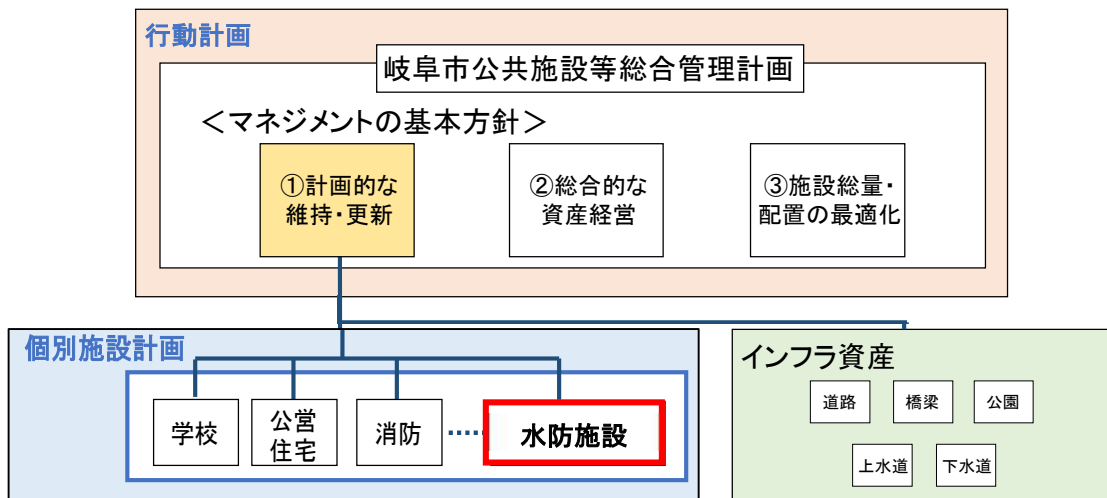 行動計画
岐阜市公共施設等総合管理計画
＜マネジメントの基本方針＞
①計画的な
維持・更新
②総合的な
資産経営
③施設総量・
配置の最適化
個別施設計画
学校
公営
住宅
消防
水防施設
インフラ資産
道路
橋梁
公園
上水道
下水道